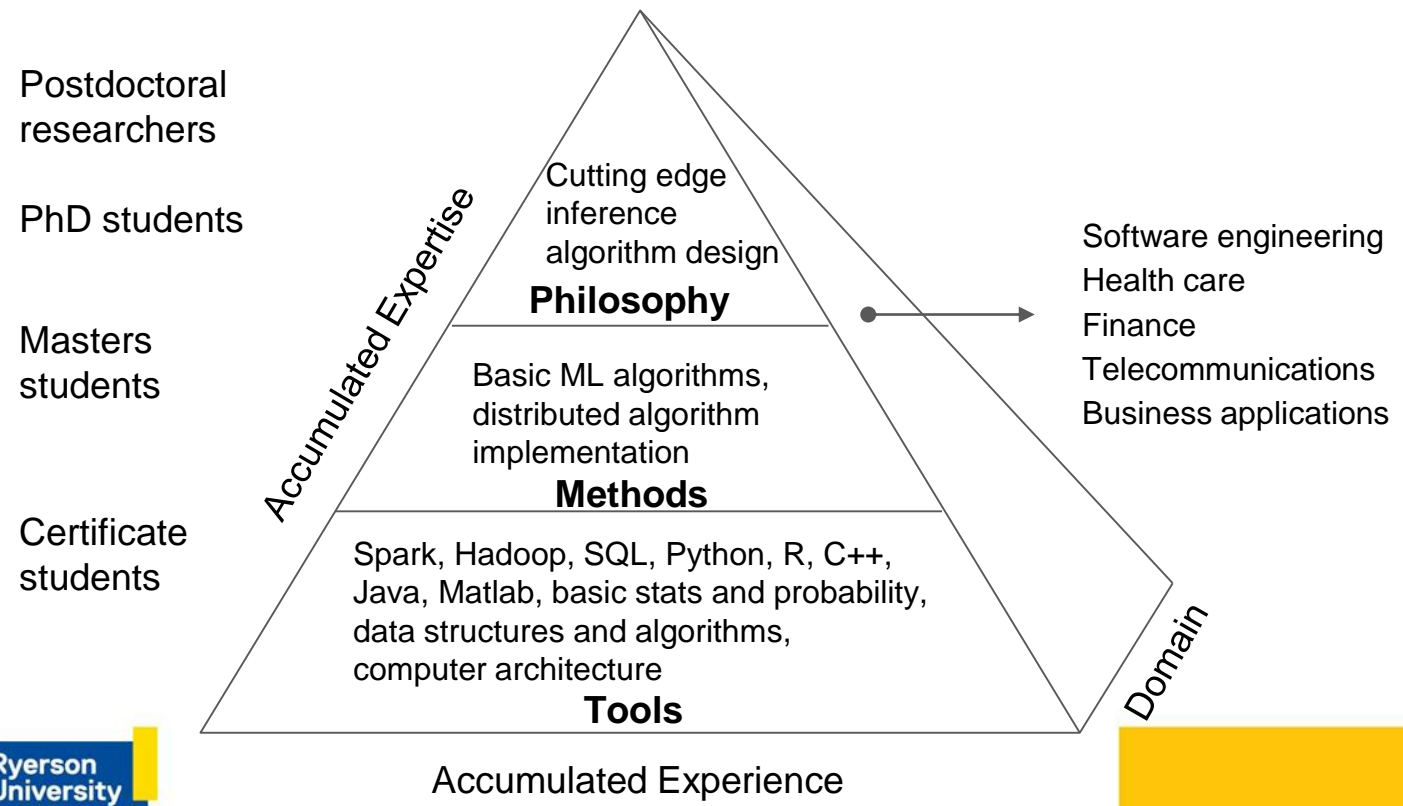 Postdoctoral
researchers
PhD students
Masters
students
Certificate
students
Accumulated Expertise
Cutting edge
inference
algorithm design
Philosophy
Basic ML algorithms,
distributed algorithm
implementation
Methods
Spark, Hadoop, SQL, Python, R, C++,
Java, Matlab, basic stats and probability,
data structures and algorithms,
computer architecture
Tools
Accumulated Experience
Domain
Software engineering
Health care
Finance
Telecommunications
Business applications
Ryerson
University